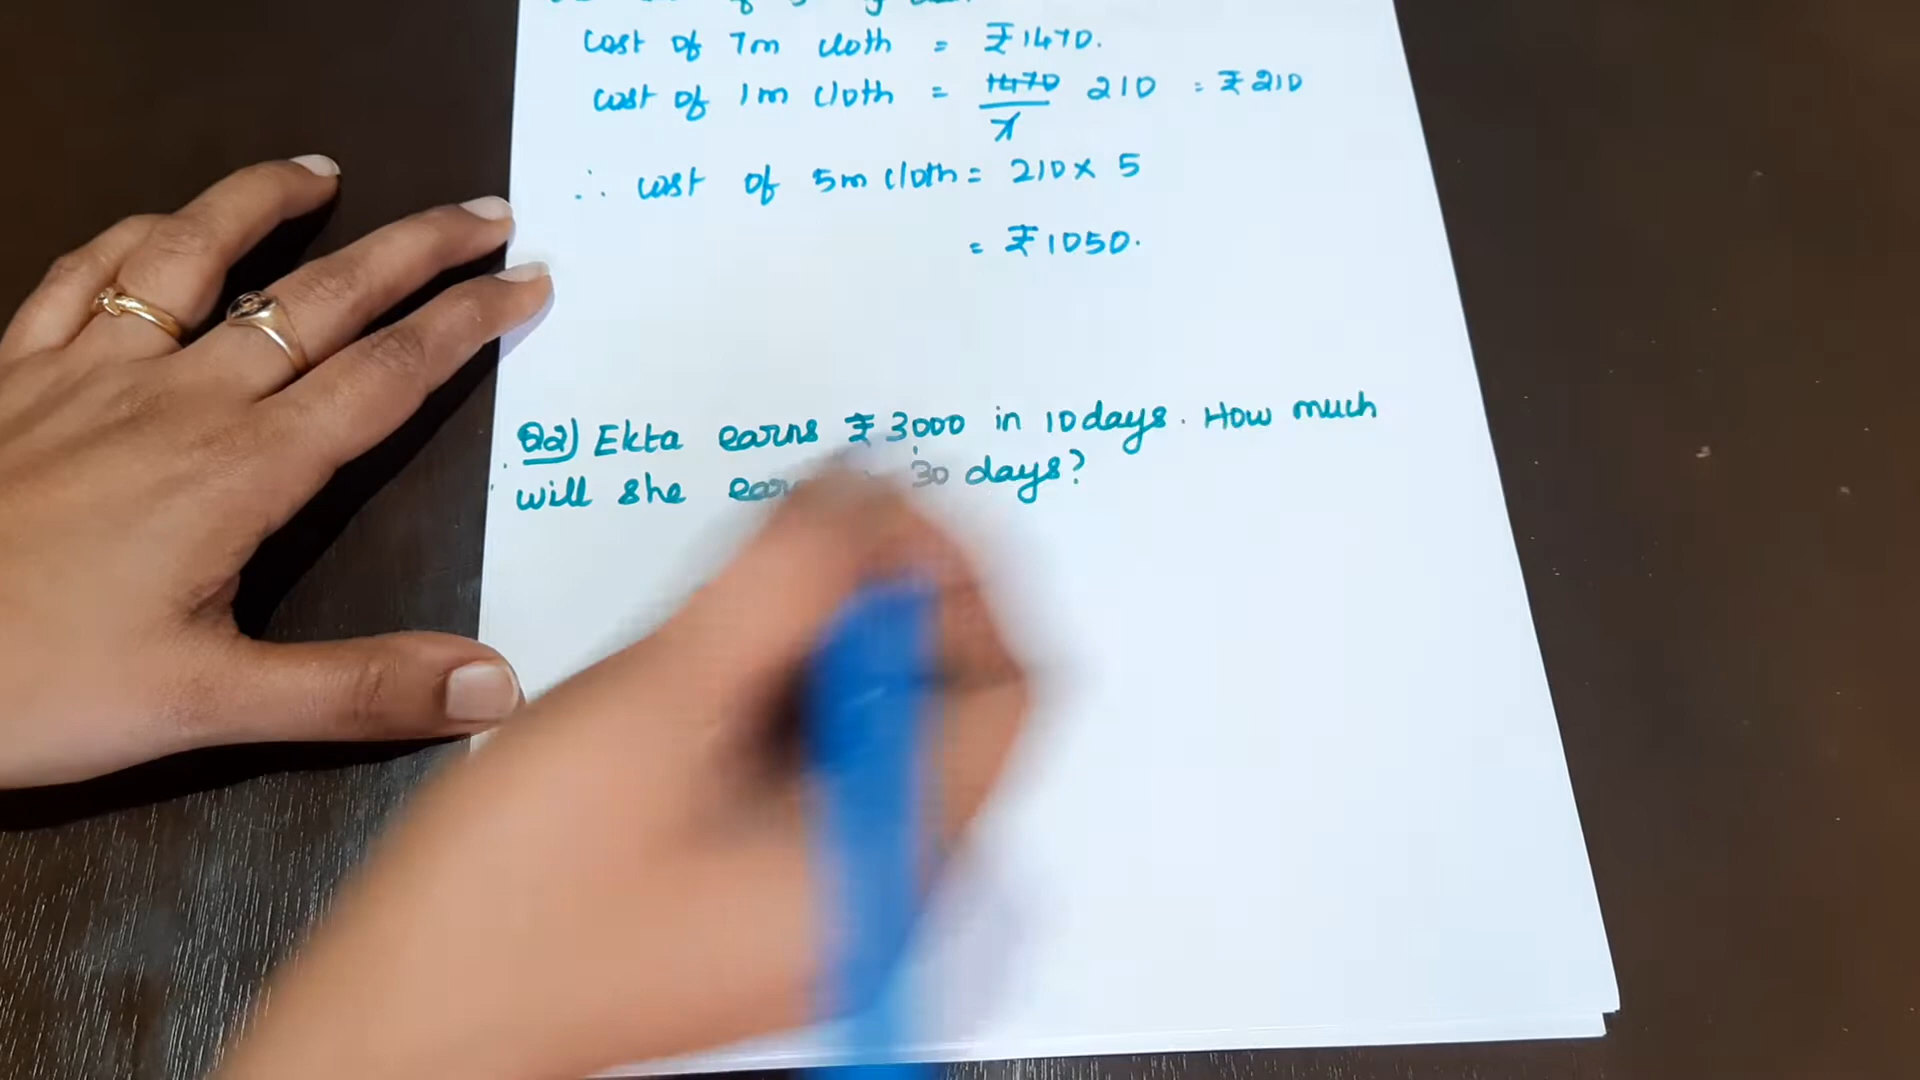 Cost of 7m cloth = ₹1470.
Cost of 1m cloth = 1470 210 = ₹210
7
∴ Cost of 5m cloth = 210 × 5
= ₹1050.
Q2) Ekta earns ₹3000 in 10days. How much
will she 30 days?